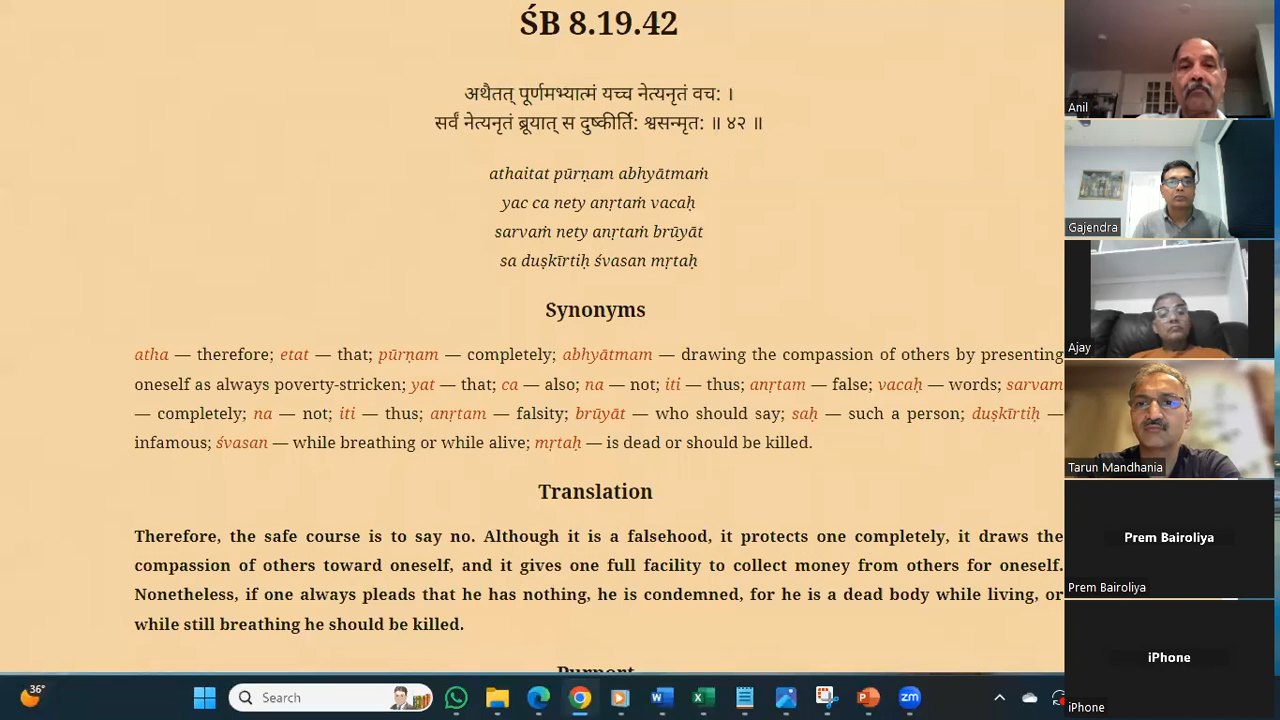 ŚB 8.19.42
अथैतत् पूर्णमभ्यात्मं यच्च नेत्यनृतं वच: ।
सर्वं नेत्यनृतं ब्रूयात् स दुष्कीर्ति: श्वसन्मृत: ॥ ४२ ॥
athaitat pūrṇam abhyātmaṁ
yac ca nety anṛtaṁ vacaḥ
sarvaṁ nety anṛtaṁ brūyāt
sa duṣkīrtiḥ śvasan mṛtaḥ
Synonyms
atha — therefore; etat — that; pūrṇam — completely; abhyātmam — drawing the compassion of others by presenting
oneself as always poverty-stricken; yat — that; ca — also; na — not; iti — thus; anṛtam — false; vacaḥ — words; sarvam
— completely; na — not; iti — thus; anṛtam — falsity; brūyāt — who should say; saḥ — such a person; duṣkīrtiḥ —
infamous; śvasan — while breathing or while alive; mṛtaḥ — is dead or should be killed.
Translation
Therefore, the safe course is to say no. Although it is a falsehood, it protects one completely, it draws the
compassion of others toward oneself, and it gives one full facility to collect money from others for oneself.
Nonetheless, if one always pleads that he has nothing, he is condemned, for he is a dead body while living, or
while still breathing he should be killed.
Purport
Anil
Gajendra
Ajay
Tarun Mandhania
Prem Bairoliya
Prem Bairoliya
iPhone
iPhone
36°
Search
zm